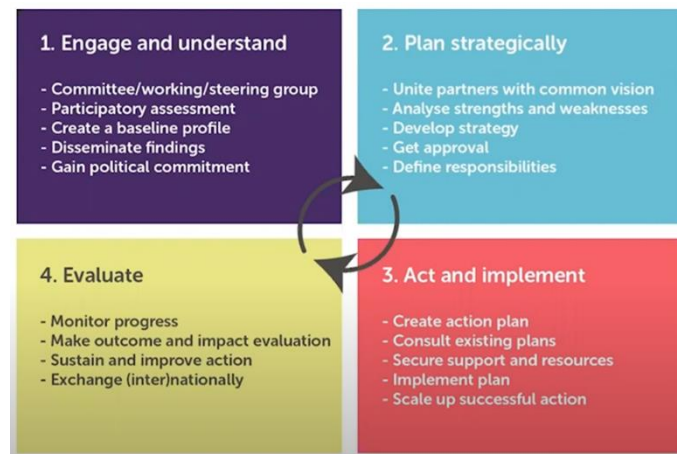 1. Engage and understand
- Committee/working/steering group
- Participatory assessment
- Create a baseline profile
- Disseminate findings
- Gain political commitment
2. Plan strategically
- Unite partners with common vision
- Analyse strengths and weaknesses
- Develop strategy
- Get approval
- Define responsibilities
4. Evaluate
- Monitor progress
- Make outcome and impact evaluation
- Sustain and improve action
- Exchange (inter)nationally
3. Act and implement
- Create action plan
- Consult existing plans
- Secure support and resources
- Implement plan
- Scale up successful action